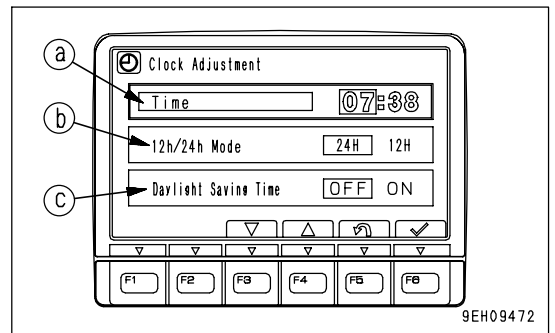 a
Clock Adjustment
Time 07:38
b
12h/24h Mode 24H 12H
c
Daylight Saving Time OFF ON
F1 F2 F3 F4 F5 F6
9EH09472